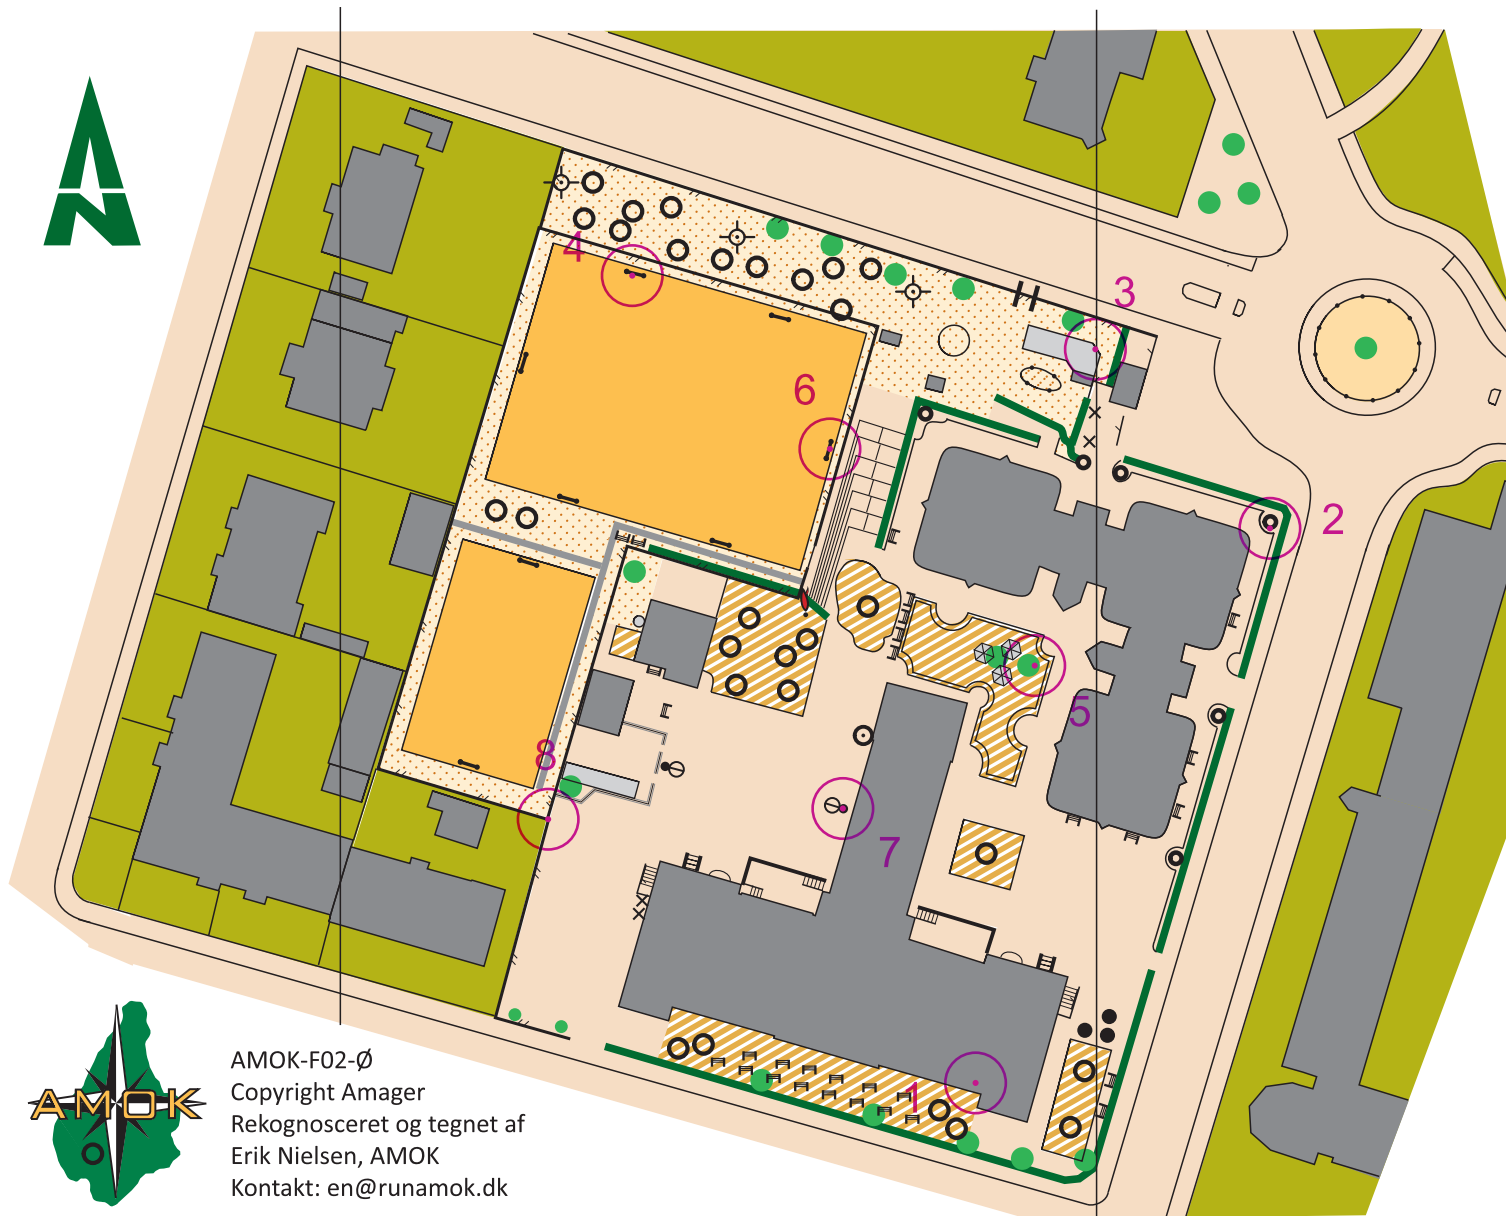 4
3
6
2
5
8
7
1
AMOK
AMOK-F02-Ø
Copyright Amager
Rekognosceret og tegnet af
Erik Nielsen, AMOK
Kontakt: en@runamok.dk